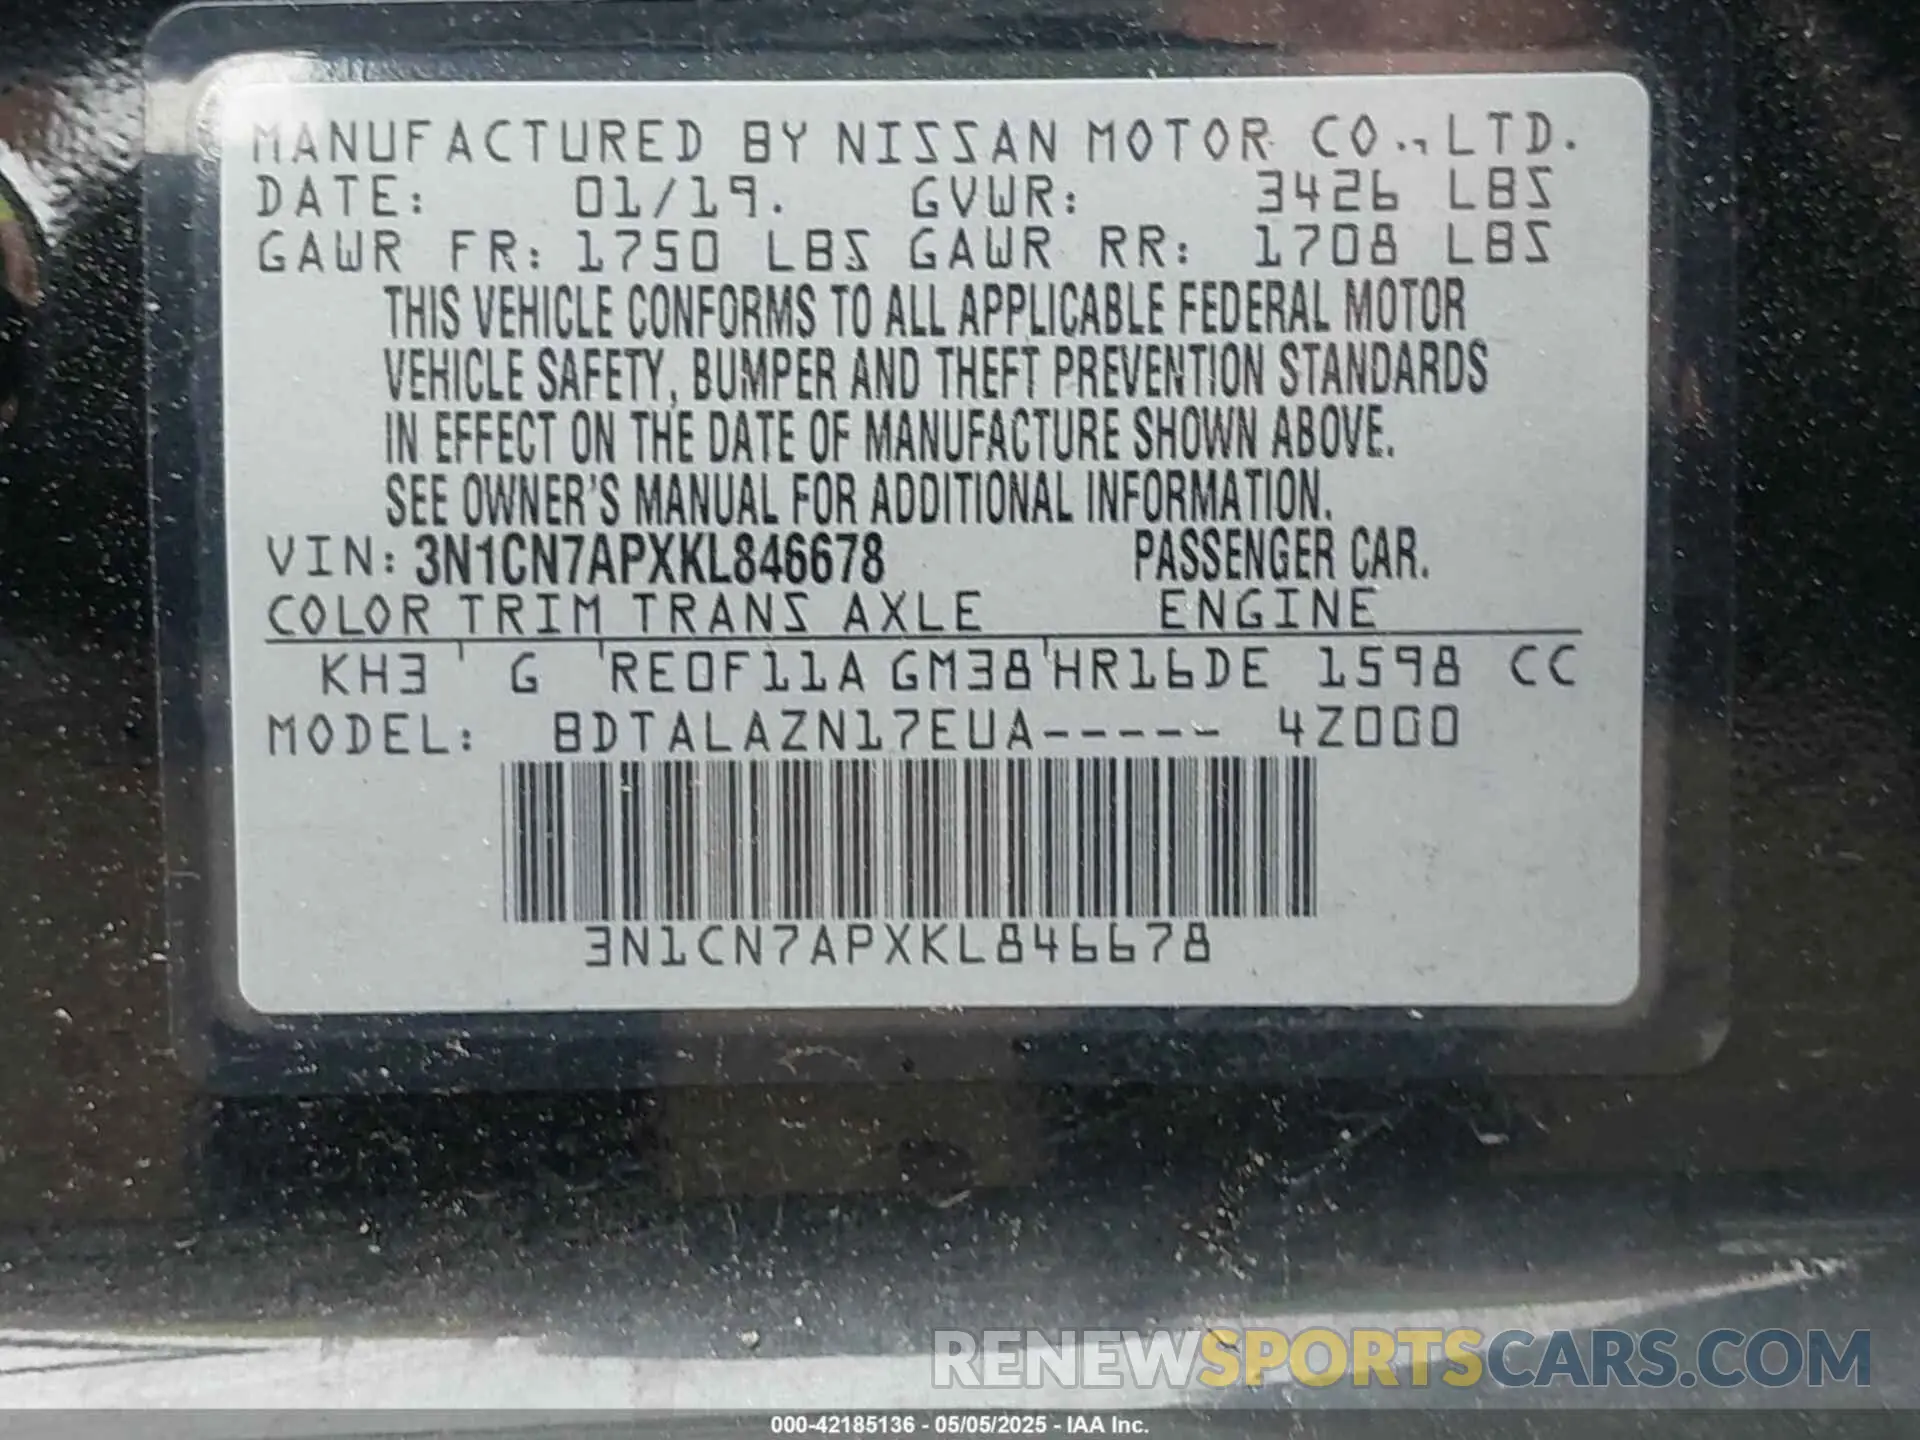 MANUFACTURED BY NISSAN MOTOR CO.,LTD.
DATE: 01/19. GVWR: 3426 LBS
GAWR FR: 1750 LBS GAWR RR: 1708 LBS
THIS VEHICLE CONFORMS TO ALL APPLICABLE FEDERAL MOTOR
VEHICLE SAFETY, BUMPER AND THEFT PREVENTION STANDARDS
IN EFFECT ON THE DATE OF MANUFACTURE SHOWN ABOVE.
SEE OWNER'S MANUAL FOR ADDITIONAL INFORMATION.
VIN: 3N1CN7APXKL846678 PASSENGER CAR.
COLOR TRIM TRANS AXLE ENGINE
KH3 G RE0F11A GM38 HR16DE 1598 CC
MODEL: BDTALAZN17EUA----- 4Z000
3N1CN7APXKL846678
RENEWSPORTSCARS.COM
000-42185136 - 05/05/2025 - IAA Inc.